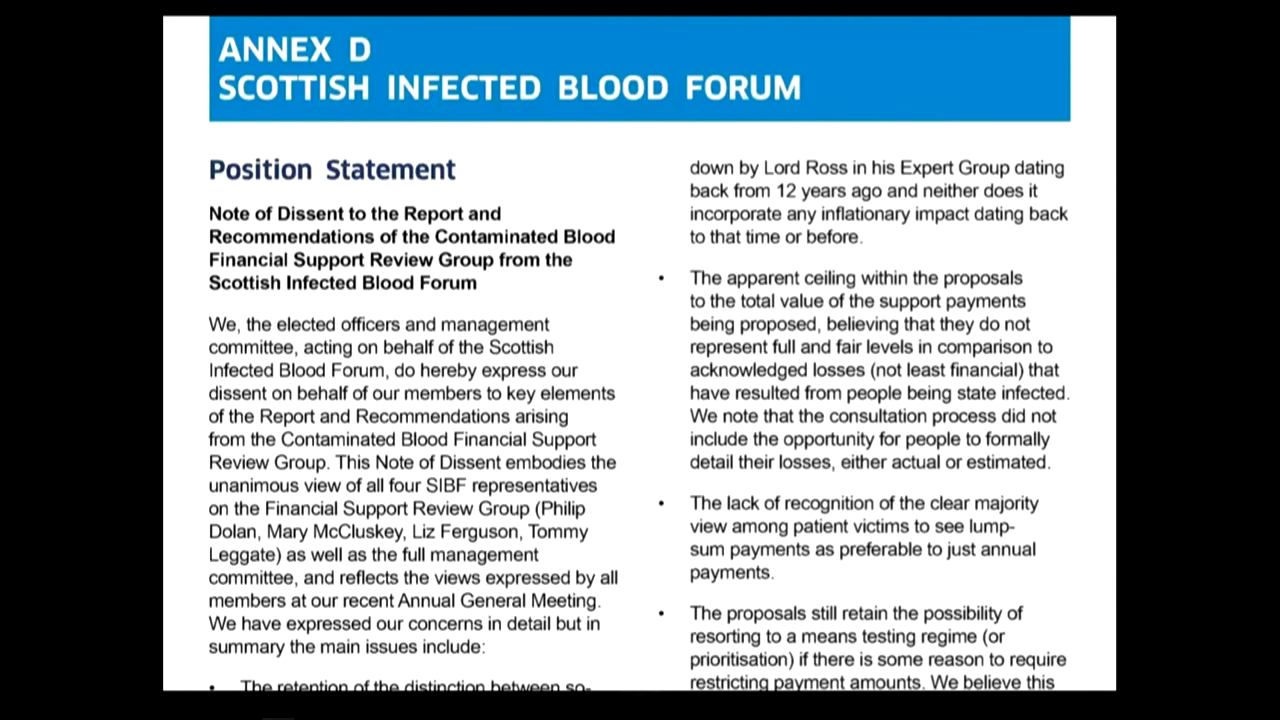 ANNEX D
SCOTTISH INFECTED BLOOD FORUM
Position Statement
Note of Dissent to the Report and
Recommendations of the Contaminated Blood
Financial Support Review Group from the
Scottish Infected Blood Forum
We, the elected officers and management
committee, acting on behalf of the Scottish
Infected Blood Forum, do hereby express our
dissent on behalf of our members to key elements
of the Report and Recommendations arising
from the Contaminated Blood Financial Support
Review Group. This Note of Dissent embodies the
unanimous view of all four SIBF representatives
on the Financial Support Review Group (Philip
Dolan, Mary McCluskey, Liz Ferguson, Tommy
Leggate) as well as the full management
committee, and reflects the views expressed by all
members at our recent Annual General Meeting.
We have expressed our concerns in detail but in
summary the main issues include:
• The retention of the distinction between so-
down by Lord Ross in his Expert Group dating
back from 12 years ago and neither does it
incorporate any inflationary impact dating back
to that time or before.
• The apparent ceiling within the proposals
to the total value of the support payments
being proposed, believing that they do not
represent full and fair levels in comparison to
acknowledged losses (not least financial) that
have resulted from people being state infected.
We note that the consultation process did not
include the opportunity for people to formally
detail their losses, either actual or estimated.
• The lack of recognition of the clear majority
view among patient victims to see lump-
sum payments as preferable to just annual
payments.
• The proposals still retain the possibility of
resorting to a means testing regime (or
prioritisation) if there is some reason to require
restricting payment amounts. We believe this